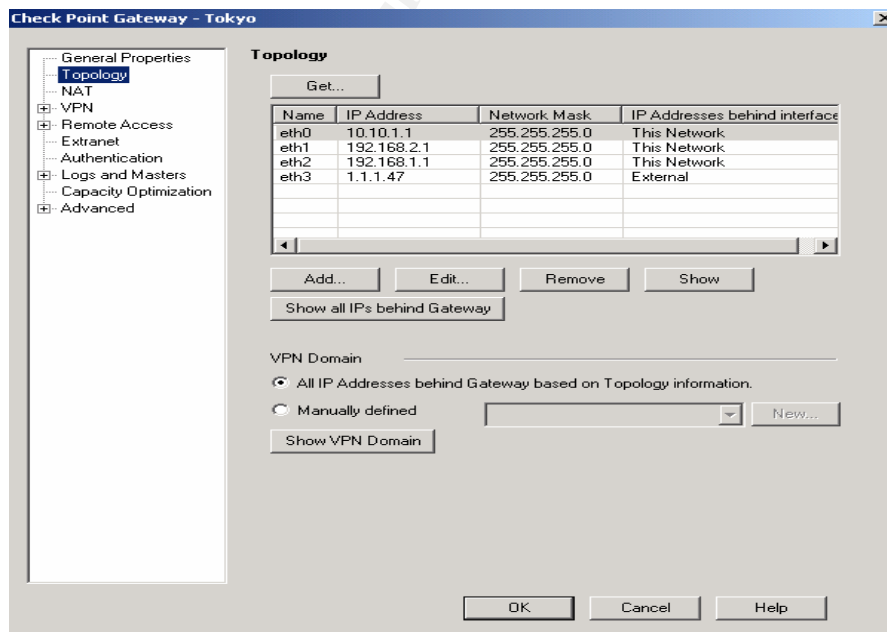 Check Point Gateway - Tokyo
General Properties
Topology
NAT
VPN
Remote Access
Extranet
Authentication
Logs and Masters
Capacity Optimization
Advanced
Topology
Get...
Name IP Address Network Mask IP Addresses behind interface
eth0 10.10.1.1 255.255.255.0 This Network
eth1 192.168.2.1 255.255.255.0 This Network
eth2 192.168.1.1 255.255.255.0 This Network
eth3 1.1.1.47 255.255.255.0 External
Add... Edit... Remove Show
Show all IPs behind Gateway
VPN Domain
All IP Addresses behind Gateway based on Topology information.
Manually defined New...
Show VPN Domain
OK Cancel Help